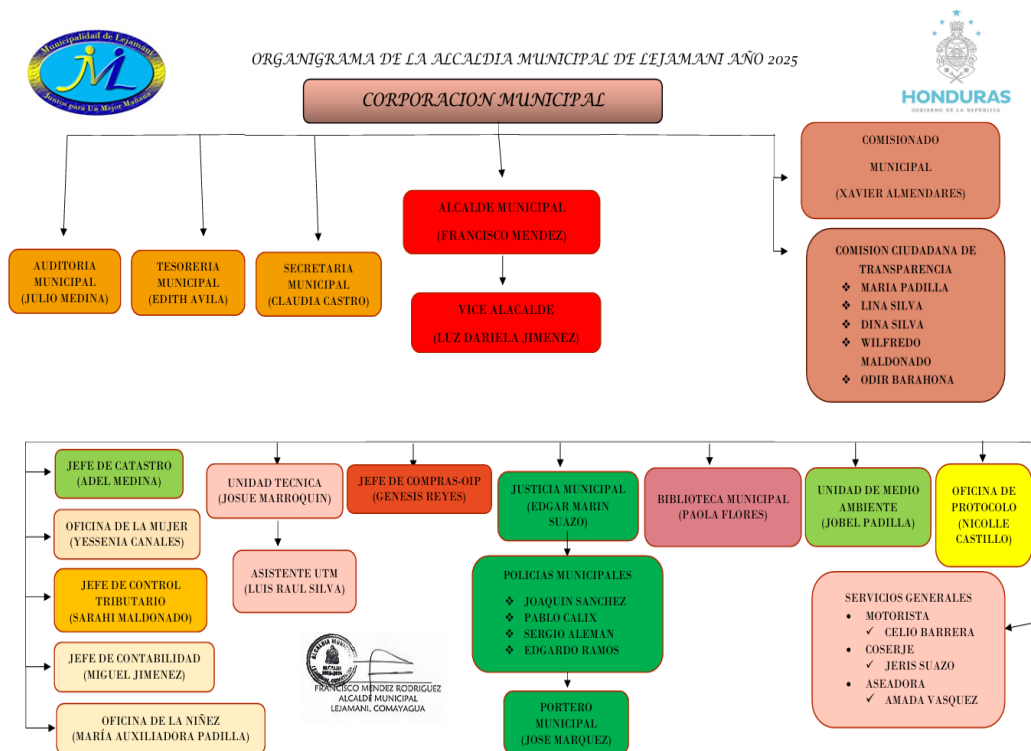 Municipalidad de Lejamaní
Juntos para Un Mejor Mañana
ORGANIGRAMA DE LA ALCALDIA MUNICIPAL DE LEJAMANI AÑO 2025
HONDURAS
GOBIERNO DE LA REPÚBLICA
CORPORACION MUNICIPAL
COMISIONADO
MUNICIPAL
(XAVIER ALMENDARES)
ALCALDE MUNICIPAL
(FRANCISCO MENDEZ)
AUDITORIA
MUNICIPAL
(JULIO MEDINA)
TESORERIA
MUNICIPAL
(EDITH AVILA)
SECRETARIA
MUNICIPAL
(CLAUDIA CASTRO)
VICE ALACALDE
(LUZ DARIELA JIMENEZ)
COMISION CIUDADANA DE
TRANSPARENCIA
❖ MARIA PADILLA
❖ LINA SILVA
❖ DINA SILVA
❖ WILFREDO
MALDONADO
❖ ODIR BARAHONA
JEFE DE CATASTRO
(ADEL MEDINA)
UNIDAD TECNICA
(JOSUE MARROQUIN)
JEFE DE COMPRAS-OIP
(GENESIS REYES)
JUSTICIA MUNICIPAL
(EDGAR MARIN
SUAZO)
BIBLIOTECA MUNICIPAL
(PAOLA FLORES)
UNIDAD DE MEDIO
AMBIENTE
(JOBEL PADILLA)
OFICINA DE
PROTOCOLO
(NICOLLE
CASTILLO)
OFICINA DE LA MUJER
(YESSENIA CANALES)
ASISTENTE UTM
(LUIS RAUL SILVA)
POLICIAS MUNICIPALES
❖ JOAQUIN SANCHEZ
❖ PABLO CALIX
❖ SERGIO ALEMAN
❖ EDGARDO RAMOS
JEFE DE CONTROL
TRIBUTARIO
(SARAHI MALDONADO)
SERVICIOS GENERALES
• MOTORISTA
✓ CELIO BARRERA
• COSERJE
✓ JERIS SUAZO
• ASEADORA
✓ AMADA VASQUEZ
JEFE DE CONTABILIDAD
(MIGUEL JIMENEZ)
FRANCISCO MENDEZ RODRIGUEZ
ALCALDE MUNICIPAL
LEJAMANI, COMAYAGUA
OFICINA DE LA NIÑEZ
(MARÍA AUXILIADORA PADILLA)
PORTERO
MUNICIPAL
(JOSE MARQUEZ)